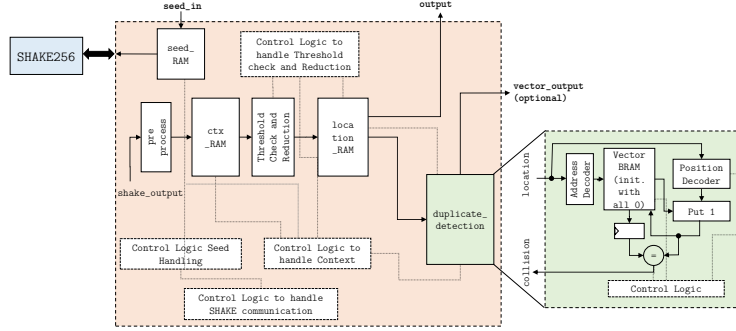 seed_in
output
SHAKE256
seed_
RAM
Control Logic to
handle Threshold
check and Reduction
vector_output
(optional)
pre
process
ctx
_RAM
Threshold
Check and
Reduction
loca
tion
_RAM
shake_output
duplicate_
detection
Control Logic Seed
Handling
Control Logic to
handle Context
Control Logic to handle
SHAKE communication
location
collision
Address
Decoder
Vector
BRAM
(init.
with
all 0)
Position
Decoder
Put 1
=
Control Logic